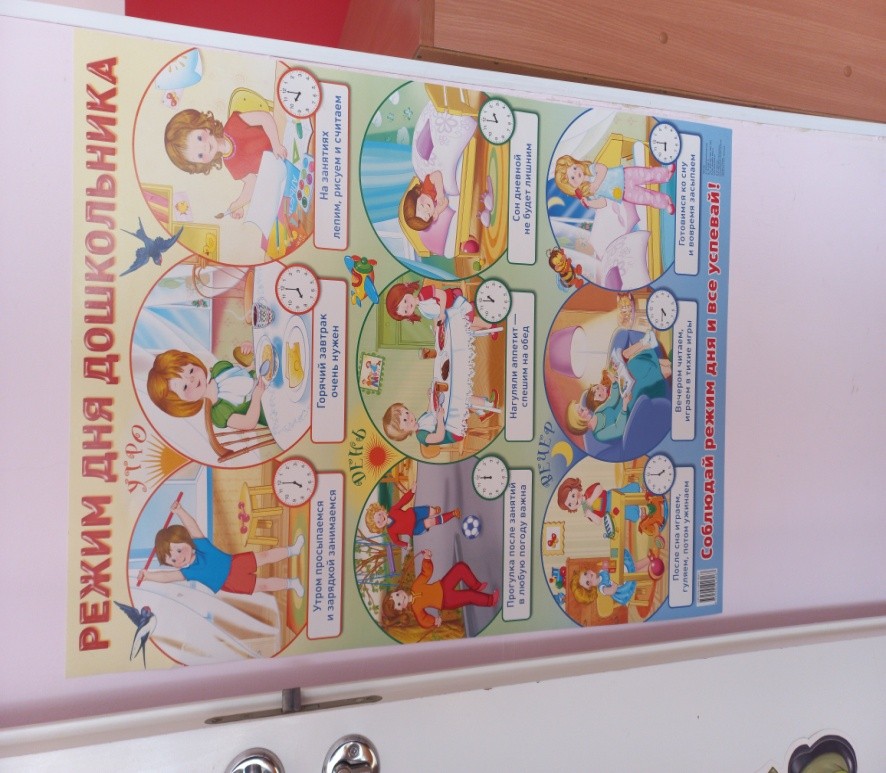 РЕЖИМ ДНЯ ДОШКОЛЬНИКА
УТРО
Утром просыпаемся
и зарядкой занимаемся
Горячий завтрак
очень нужен
На занятиях
лепим, рисуем и считаем
ДЕНЬ
Прогулка после занятий
в любую погоду важна
Нагуляли аппетит —
спешим на обед
Сон дневной
не будет лишним
ВЕЧЕР
После сна играем,
гуляем, потом ужинаем
Вечером читаем,
играем в тихие игры
Готовимся ко сну
и вовремя засыпаем
Соблюдай режим дня и все успевай!